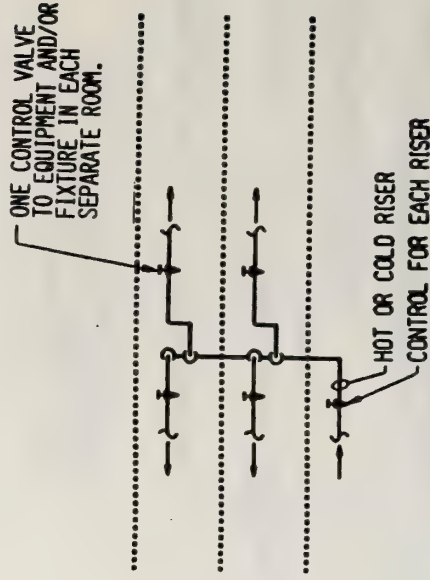 ONE CONTROL VALVE
TO EQUIPMENT AND/OR
FIXTURE IN EACH
SEPARATE ROOM.
HOT OR COLD RISER
CONTROL FOR EACH RISER